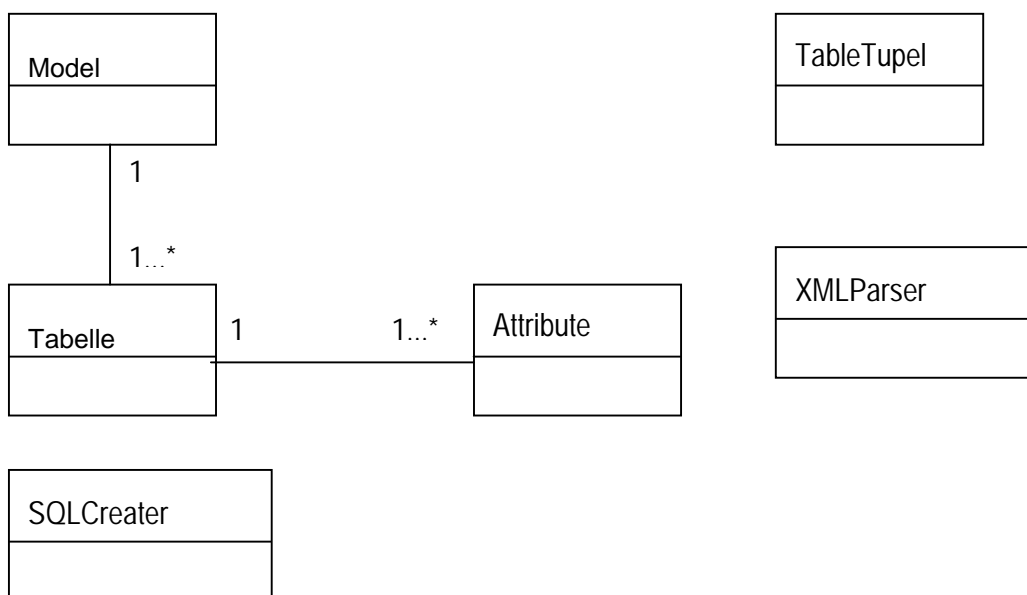 Model
TableTupel
1
1...*
XMLParser
Tabelle
1
1...*
Attribute
SQLCreater